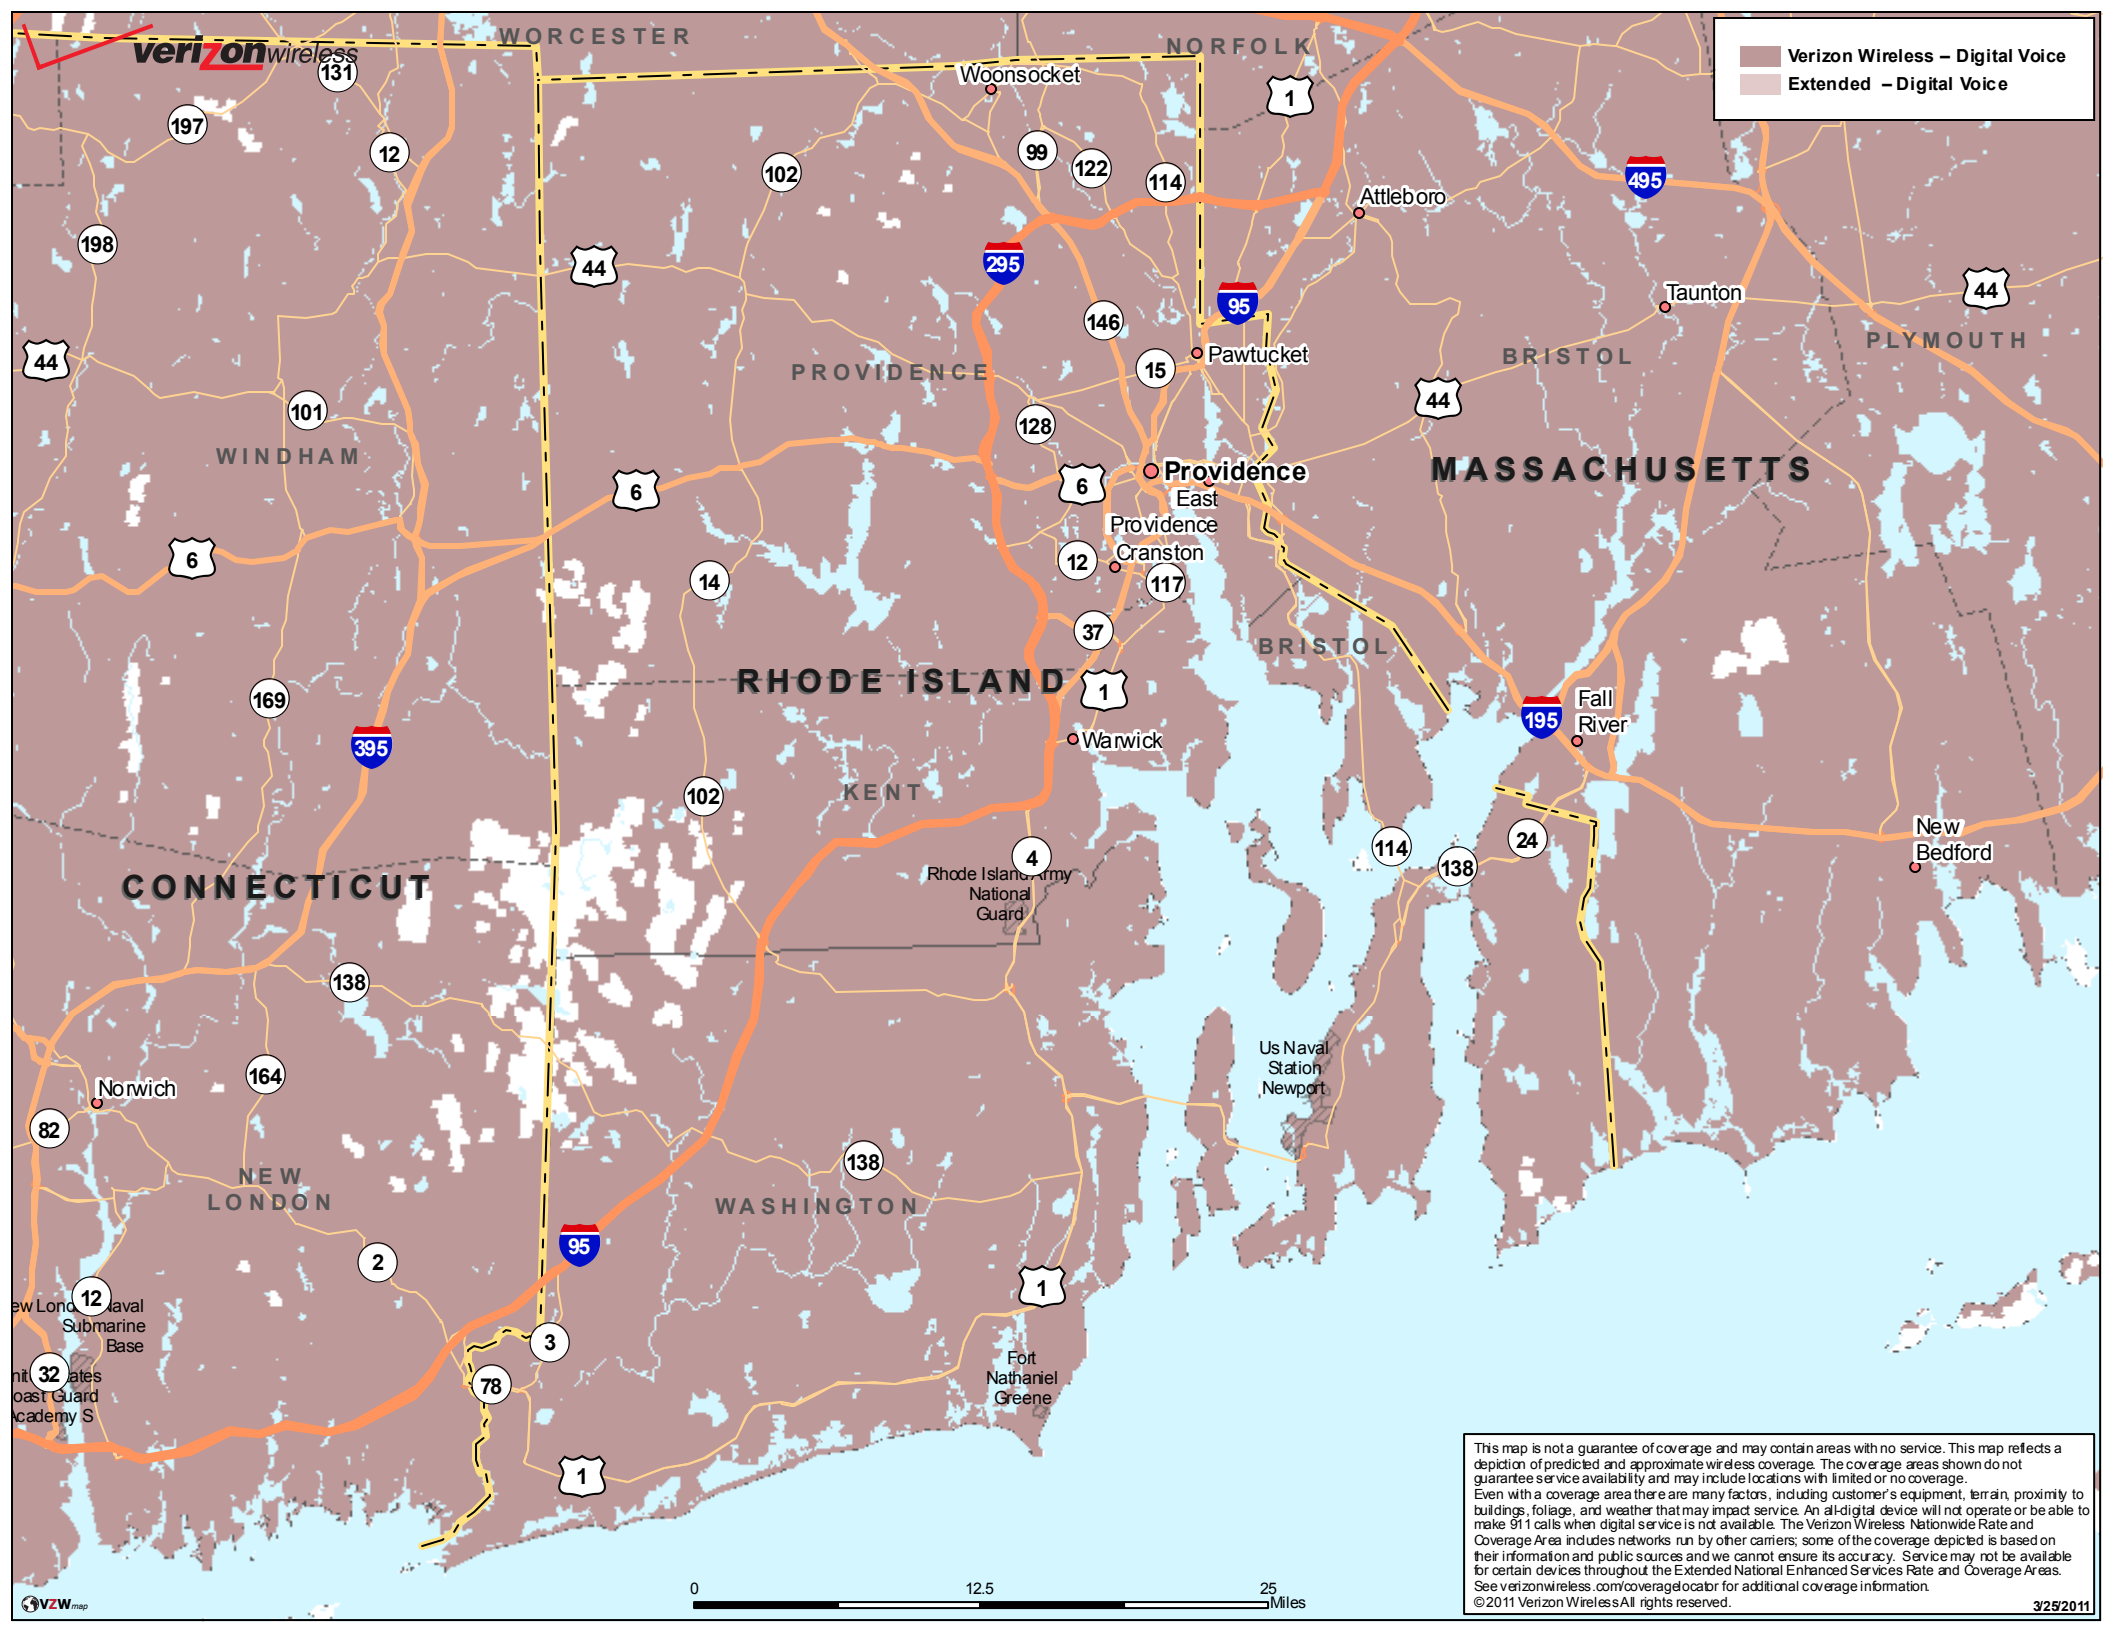 verizonwireless
WORCESTER
NORFOLK
Verizon Wireless – Digital Voice
Extended – Digital Voice
131
Woonsocket
1
197
12
99
122
102
114
495
Attleboro
198
44
295
95
Taunton
44
146
44
Pawtucket
PROVIDENCE
15
BRISTOL
PLYMOUTH
44
101
128
WINDHAM
MASSACHUSETTS
6
6
Providence
East
Providence
6
12
Cranston
14
117
37
BRISTOL
RHODE ISLAND
1
169
395
Warwick
195
Fall
River
102
KENT
114
24
138
New
Bedford
4
Rhode Island Army
National
Guard
CONNECTICUT
138
Us Naval
Station
Newport
164
Norwich
82
138
NEW
LONDON
WASHINGTON
95
2
1
12
ew London Naval
Submarine
Base
3
32
oast Guard
Academy S
78
Fort
Nathaniel
Greene
1
This map is not a guarantee of coverage and may contain areas with no service. This map reflects a
depiction of predicted and approximate wireless coverage. The coverage areas shown do not
guarantee service availability and may include locations with limited or no coverage.
Even with a coverage area there are many factors, including customer's equipment, terrain, proximity to
buildings, foliage, and weather that may impact service. An all-digital device will not operate or be able to
make 911 calls when digital service is not available. The Verizon Wireless Nationwide Rate and
Coverage Area includes networks run by other carriers; some of the coverage depicted is based on
their information and public sources and we cannot ensure its accuracy. Service may not be available
for certain devices throughout the Extended National Enhanced Services Rate and Coverage Areas.
See verizonwireless.com/coveragelocator for additional coverage information.
©2011 Verizon Wireless All rights reserved.
3/25/2011
0 12.5 25
Miles
VZWmap